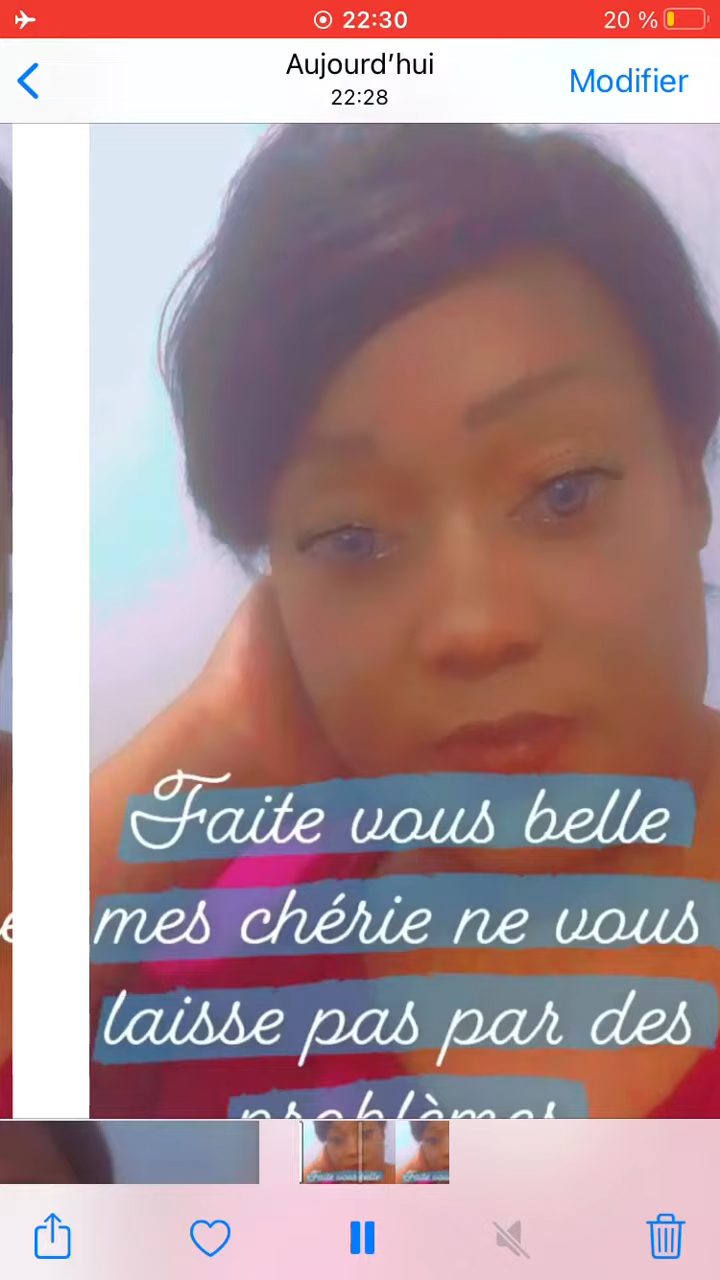 22:30
20 %
Aujourd'hui
22:28
Modifier
Faite vous belle
mes chérie ne vous
laisse pas par des
problèmes